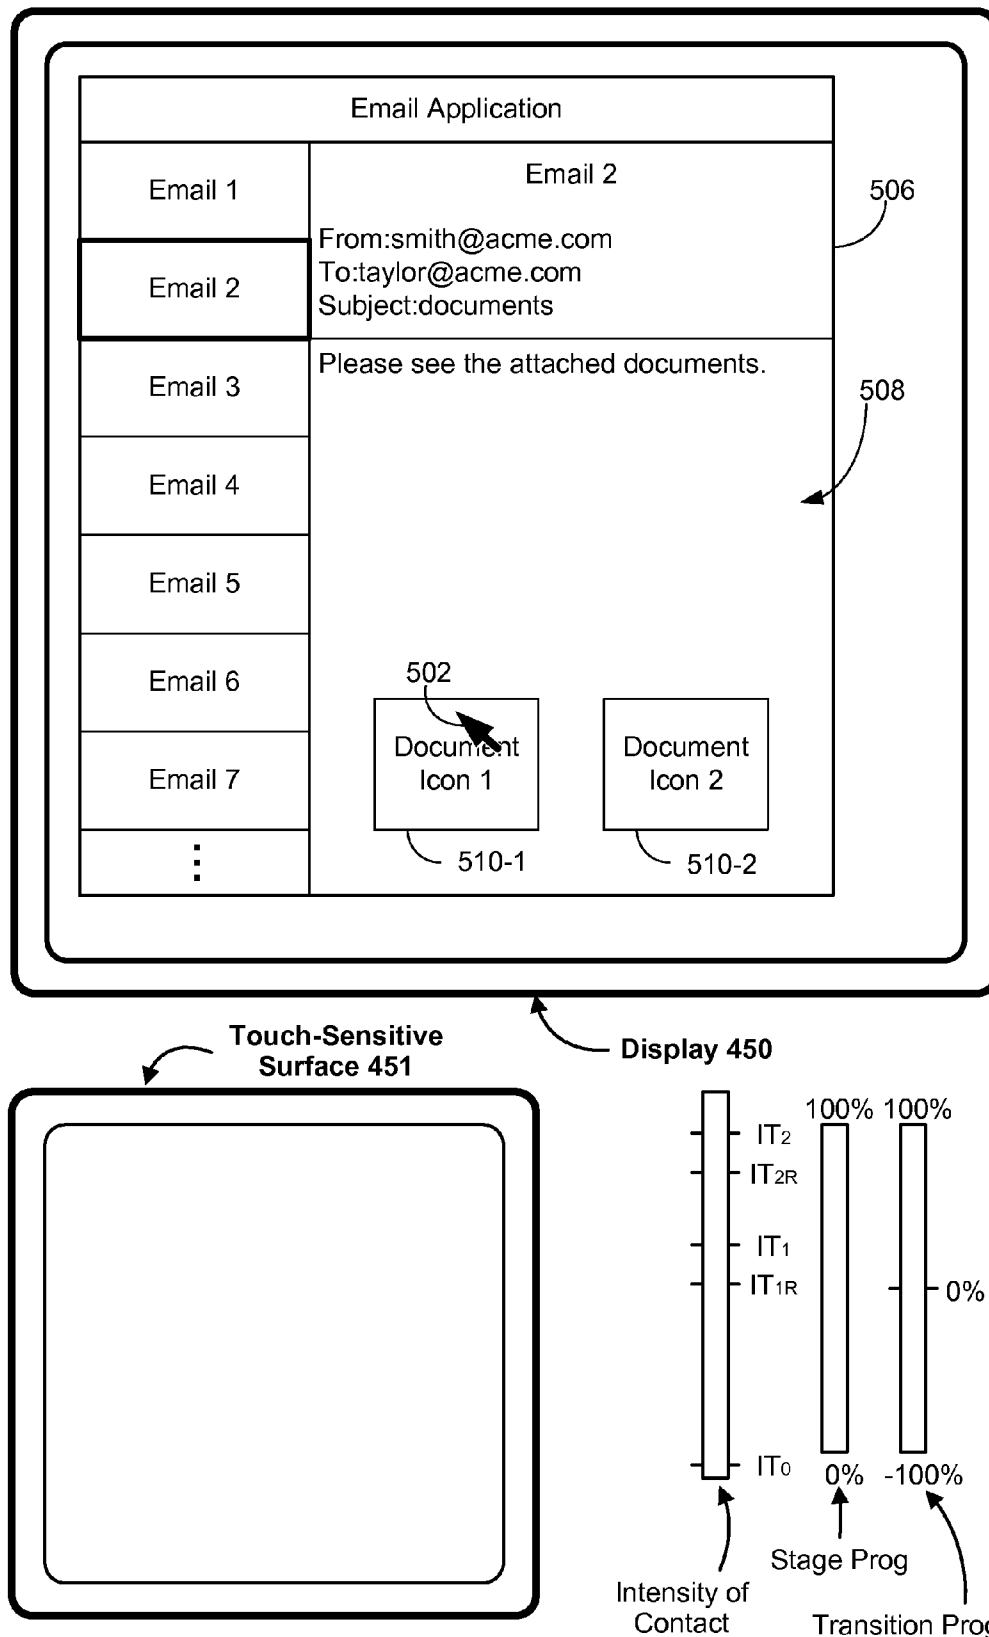 Email Application
Email 1
Email 2
Email 3
Email 4
Email 5
Email 6
Email 7
Email 2
From:smith@acme.com
To:taylor@acme.com
Subject:documents
Please see the attached documents.
506
508
502
Document
Icon 1
Document
Icon 2
510-1
510-2
Touch-Sensitive
Surface 451
Display 450
IT2
IT2R
IT1
IT1R
IT0
100%
100%
0%
0%
-100%
Stage Prog
Intensity of
Contact
Transition Prog